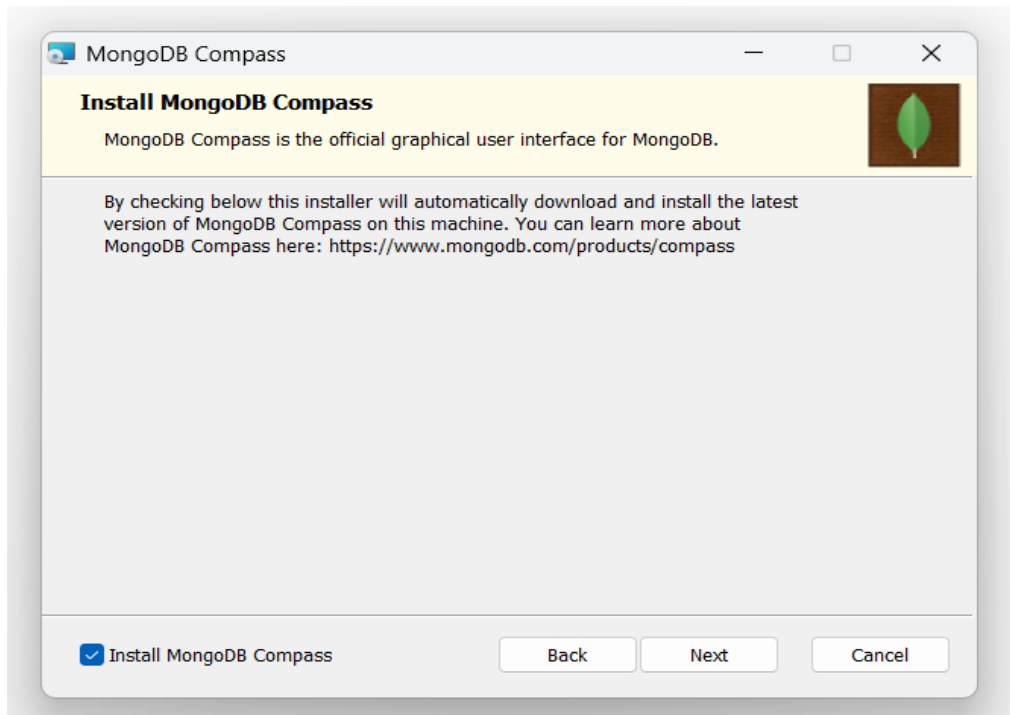 MongoDB Compass
Install MongoDB Compass
MongoDB Compass is the official graphical user interface for MongoDB.
By checking below this installer will automatically download and install the latest
version of MongoDB Compass on this machine. You can learn more about
MongoDB Compass here: https://www.mongodb.com/products/compass
Install MongoDB Compass
Back
Next
Cancel